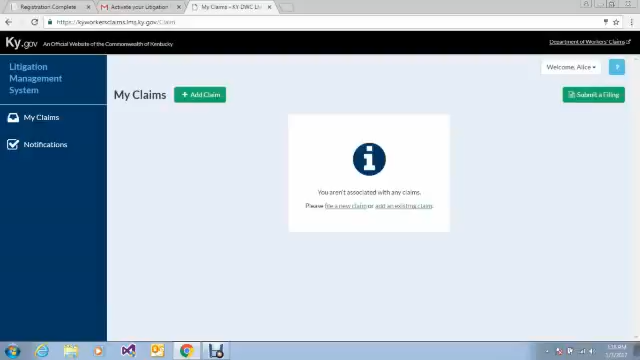 Registration Complete
Activate your Litigation
My Claims – KY DWC Li
https://kyworkersclaims.lms.ky.gov/Claim
Ky.gov An Official Website of the Commonwealth of Kentucky
Department of Workers' Claims
Litigation
Management
System
Welcome, Alice
?
My Claims
+ Add Claim
Submit a Filing
My Claims
Notifications
You aren't associated with any claims.
Please file a new claim or add an existing claim.